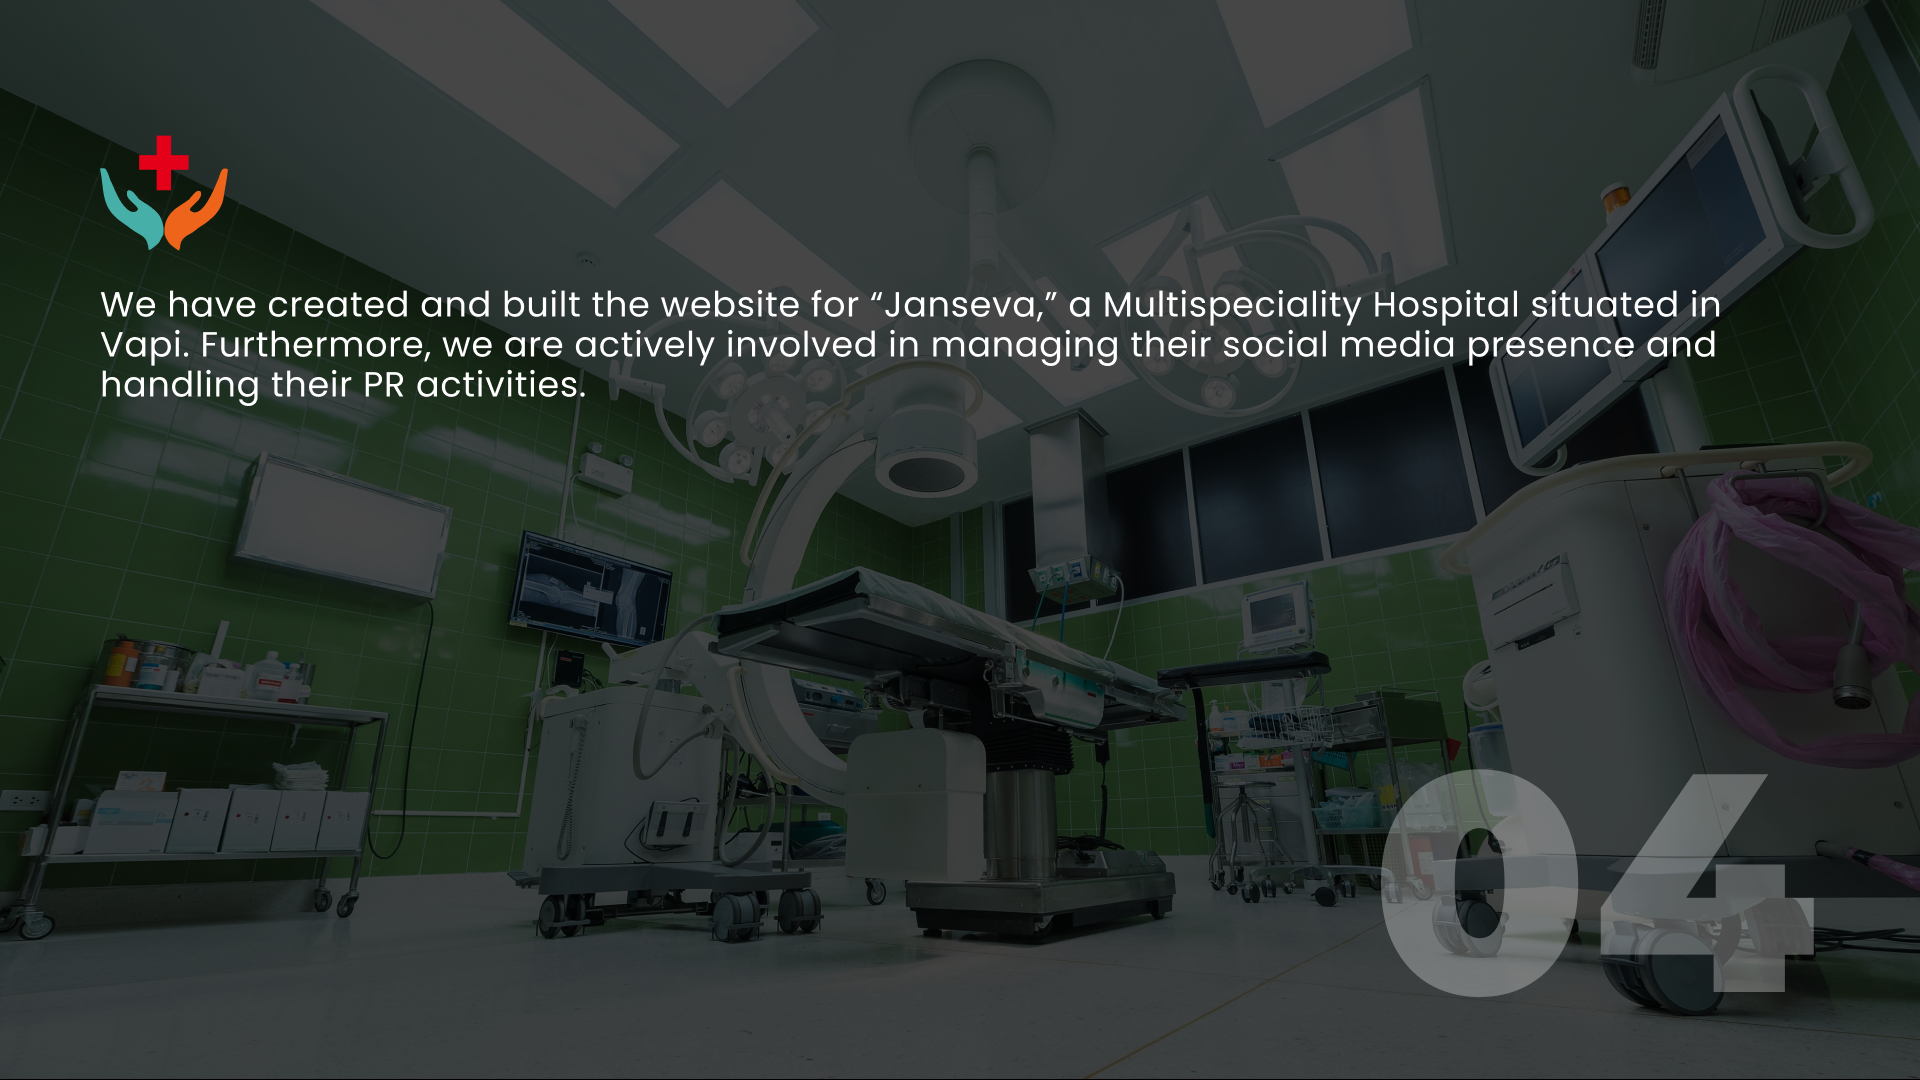 We have created and built the website for “Janseva,” a Multispeciality Hospital situated in
Vapi. Furthermore, we are actively involved in managing their social media presence and
handling their PR activities.
04